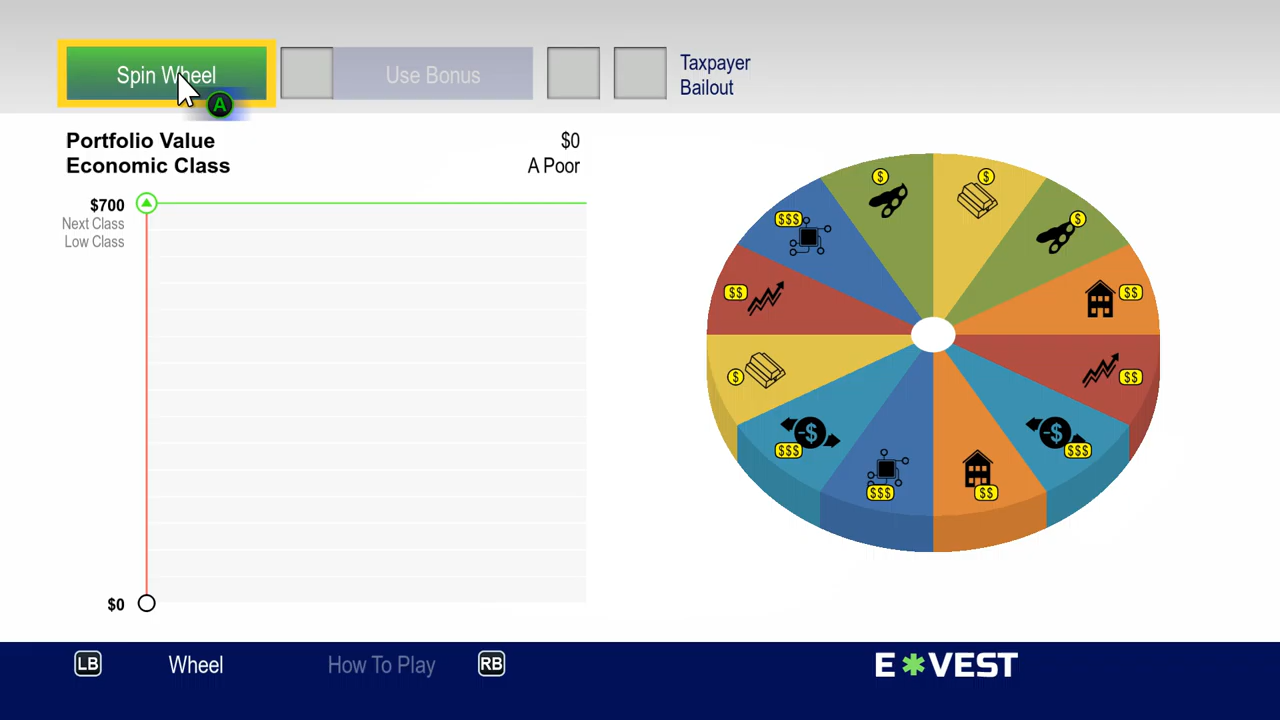 Spin Wheel
A
Use Bonus
Taxpayer
Bailout
Portfolio Value $0
Economic Class A Poor
$700
Next Class
Low Class
$0
$
$
$
$$
$$
$$$
$$
$$$
$$$
$
$$
$$$
-$
-$
LB
Wheel
How To Play
RB
E*VEST